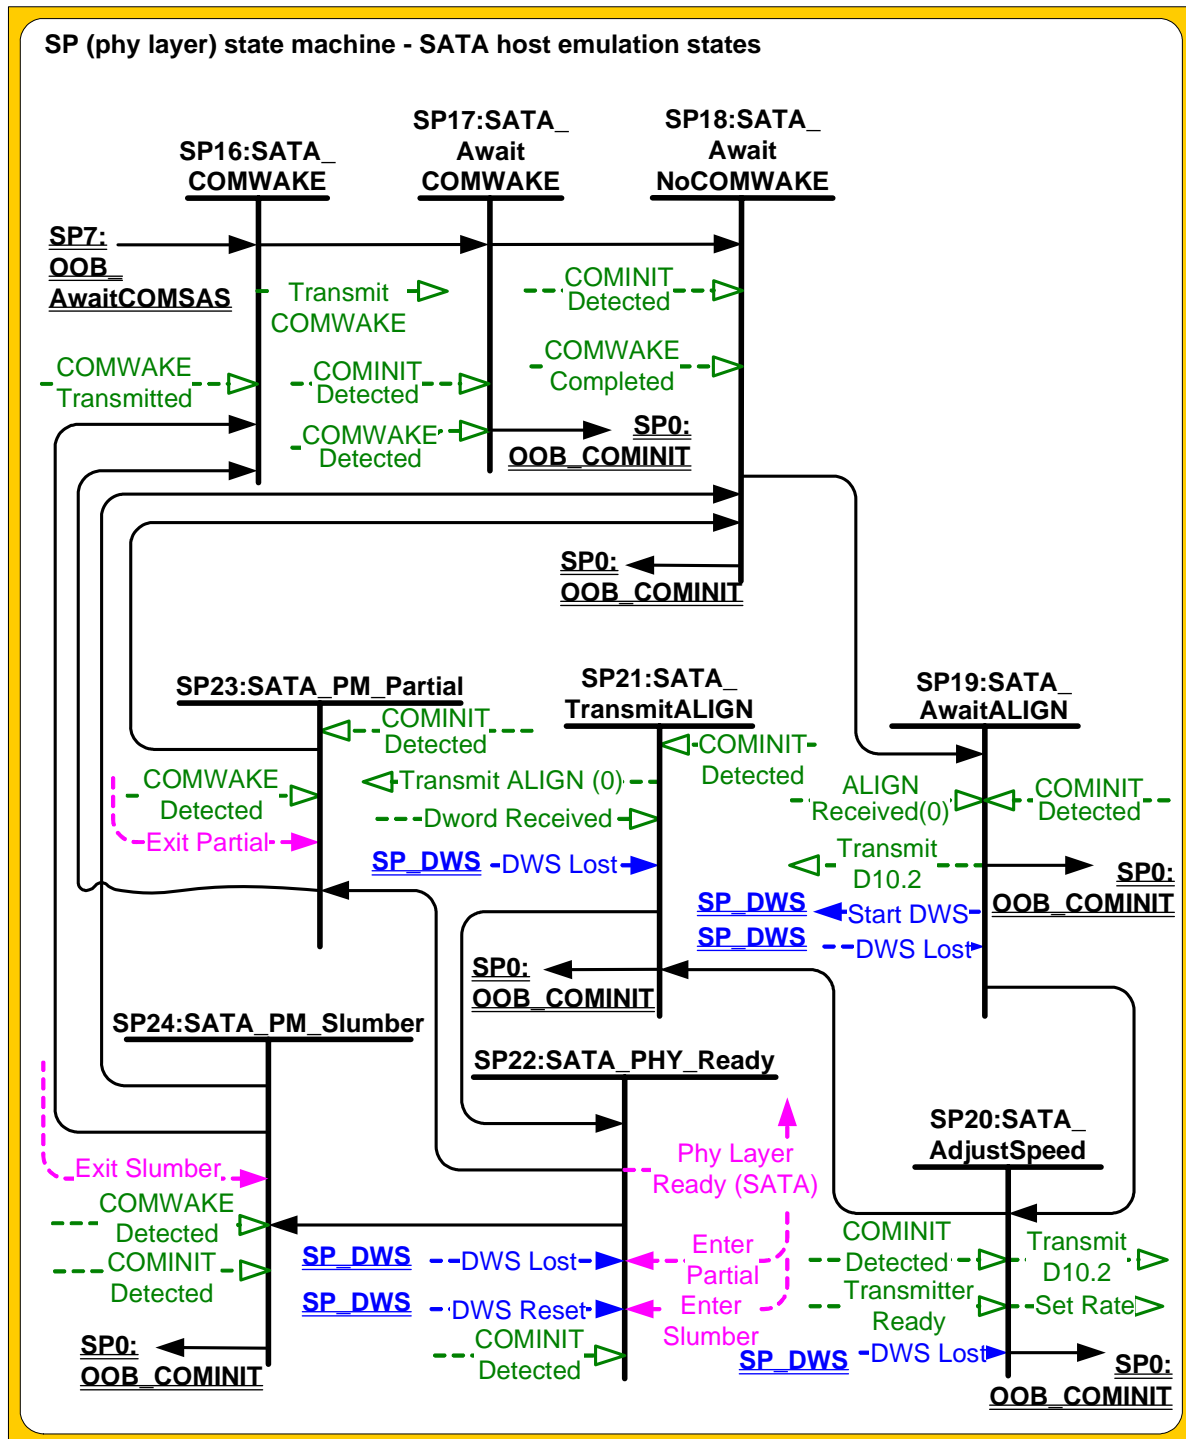 SP (phy layer) state machine - SATA host emulation states
SP16:SATA_
COMWAKE
SP17:SATA_
Await
COMWAKE
SP18:SATA_
Await
NoCOMWAKE
SP7:
OOB_
AwaitCOMSAS
Transmit
COMWAKE
COMINIT
Detected
COMWAKE
Transmitted
COMINIT
Detected
COMWAKE
Completed
COMWAKE
Detected
SP0:
OOB_COMINIT
SP0:
OOB_COMINIT
SP23:SATA_PM_Partial
COMINIT
Detected
COMWAKE
Detected
Exit Partial
SP21:SATA_
TransmitALIGN
COMINIT
Detected
Transmit ALIGN (0)
Dword Received
SP_DWS
DWS Lost
SP0:
OOB_COMINIT
SP19:SATA_
AwaitALIGN
ALIGN
Received(0)
COMINIT
Detected
Transmit
D10.2
SP0:
OOB_COMINIT
SP_DWS
Start DWS
SP_DWS
DWS Lost
SP24:SATA_PM_Slumber
Exit Slumber
COMWAKE
Detected
COMINIT
Detected
SP0:
OOB_COMINIT
SP22:SATA_PHY_Ready
Phy Layer
Ready (SATA)
SP_DWS
DWS Lost
Enter
Partial
SP_DWS
DWS Reset
Enter
Slumber
COMINIT
Detected
SP20:SATA_
AdjustSpeed
COMINIT
Detected
Transmit
D10.2
Transmitter
Ready
Set Rate
SP_DWS
DWS Lost
SP0:
OOB_COMINIT